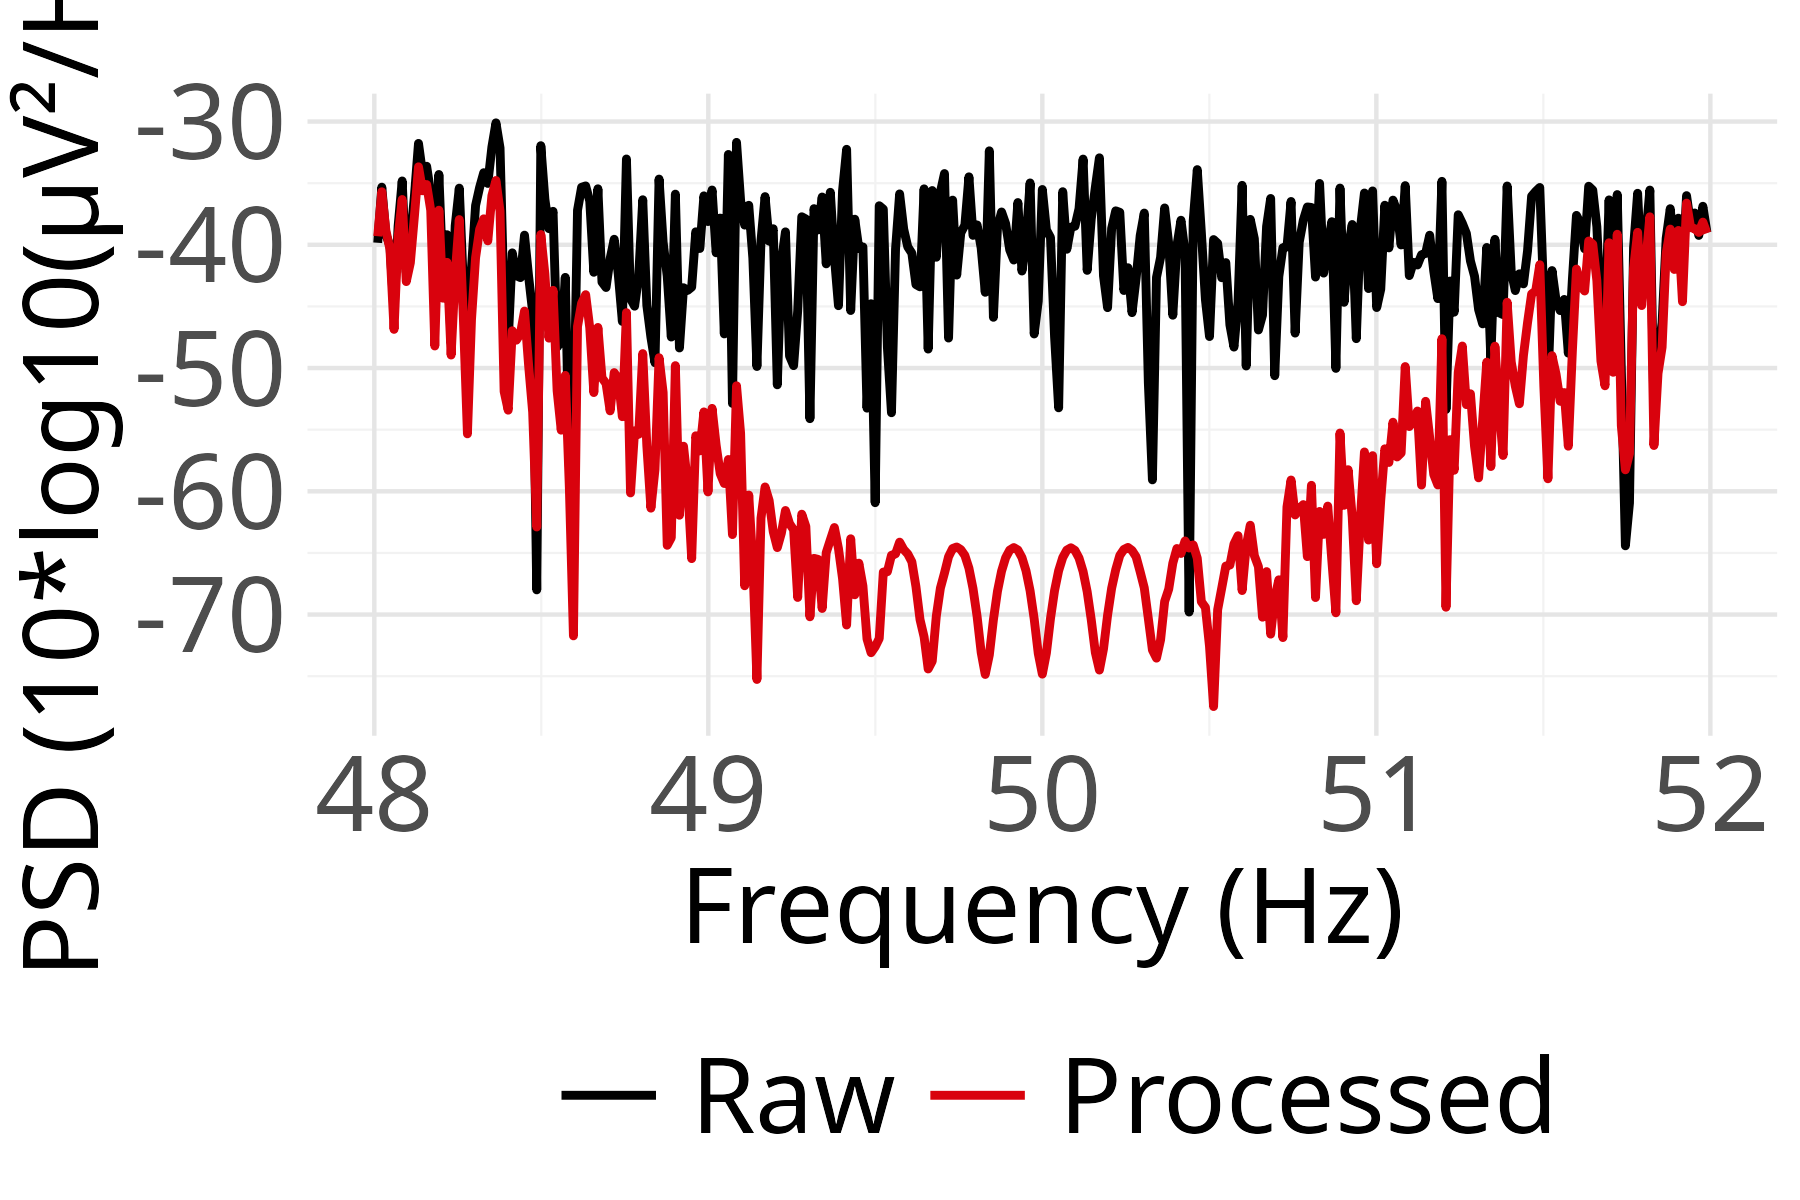 PSD (10*log10(µV²/H
-30
-40
-50
-60
-70
48 49 50 51 52
Frequency (Hz)
Raw Processed